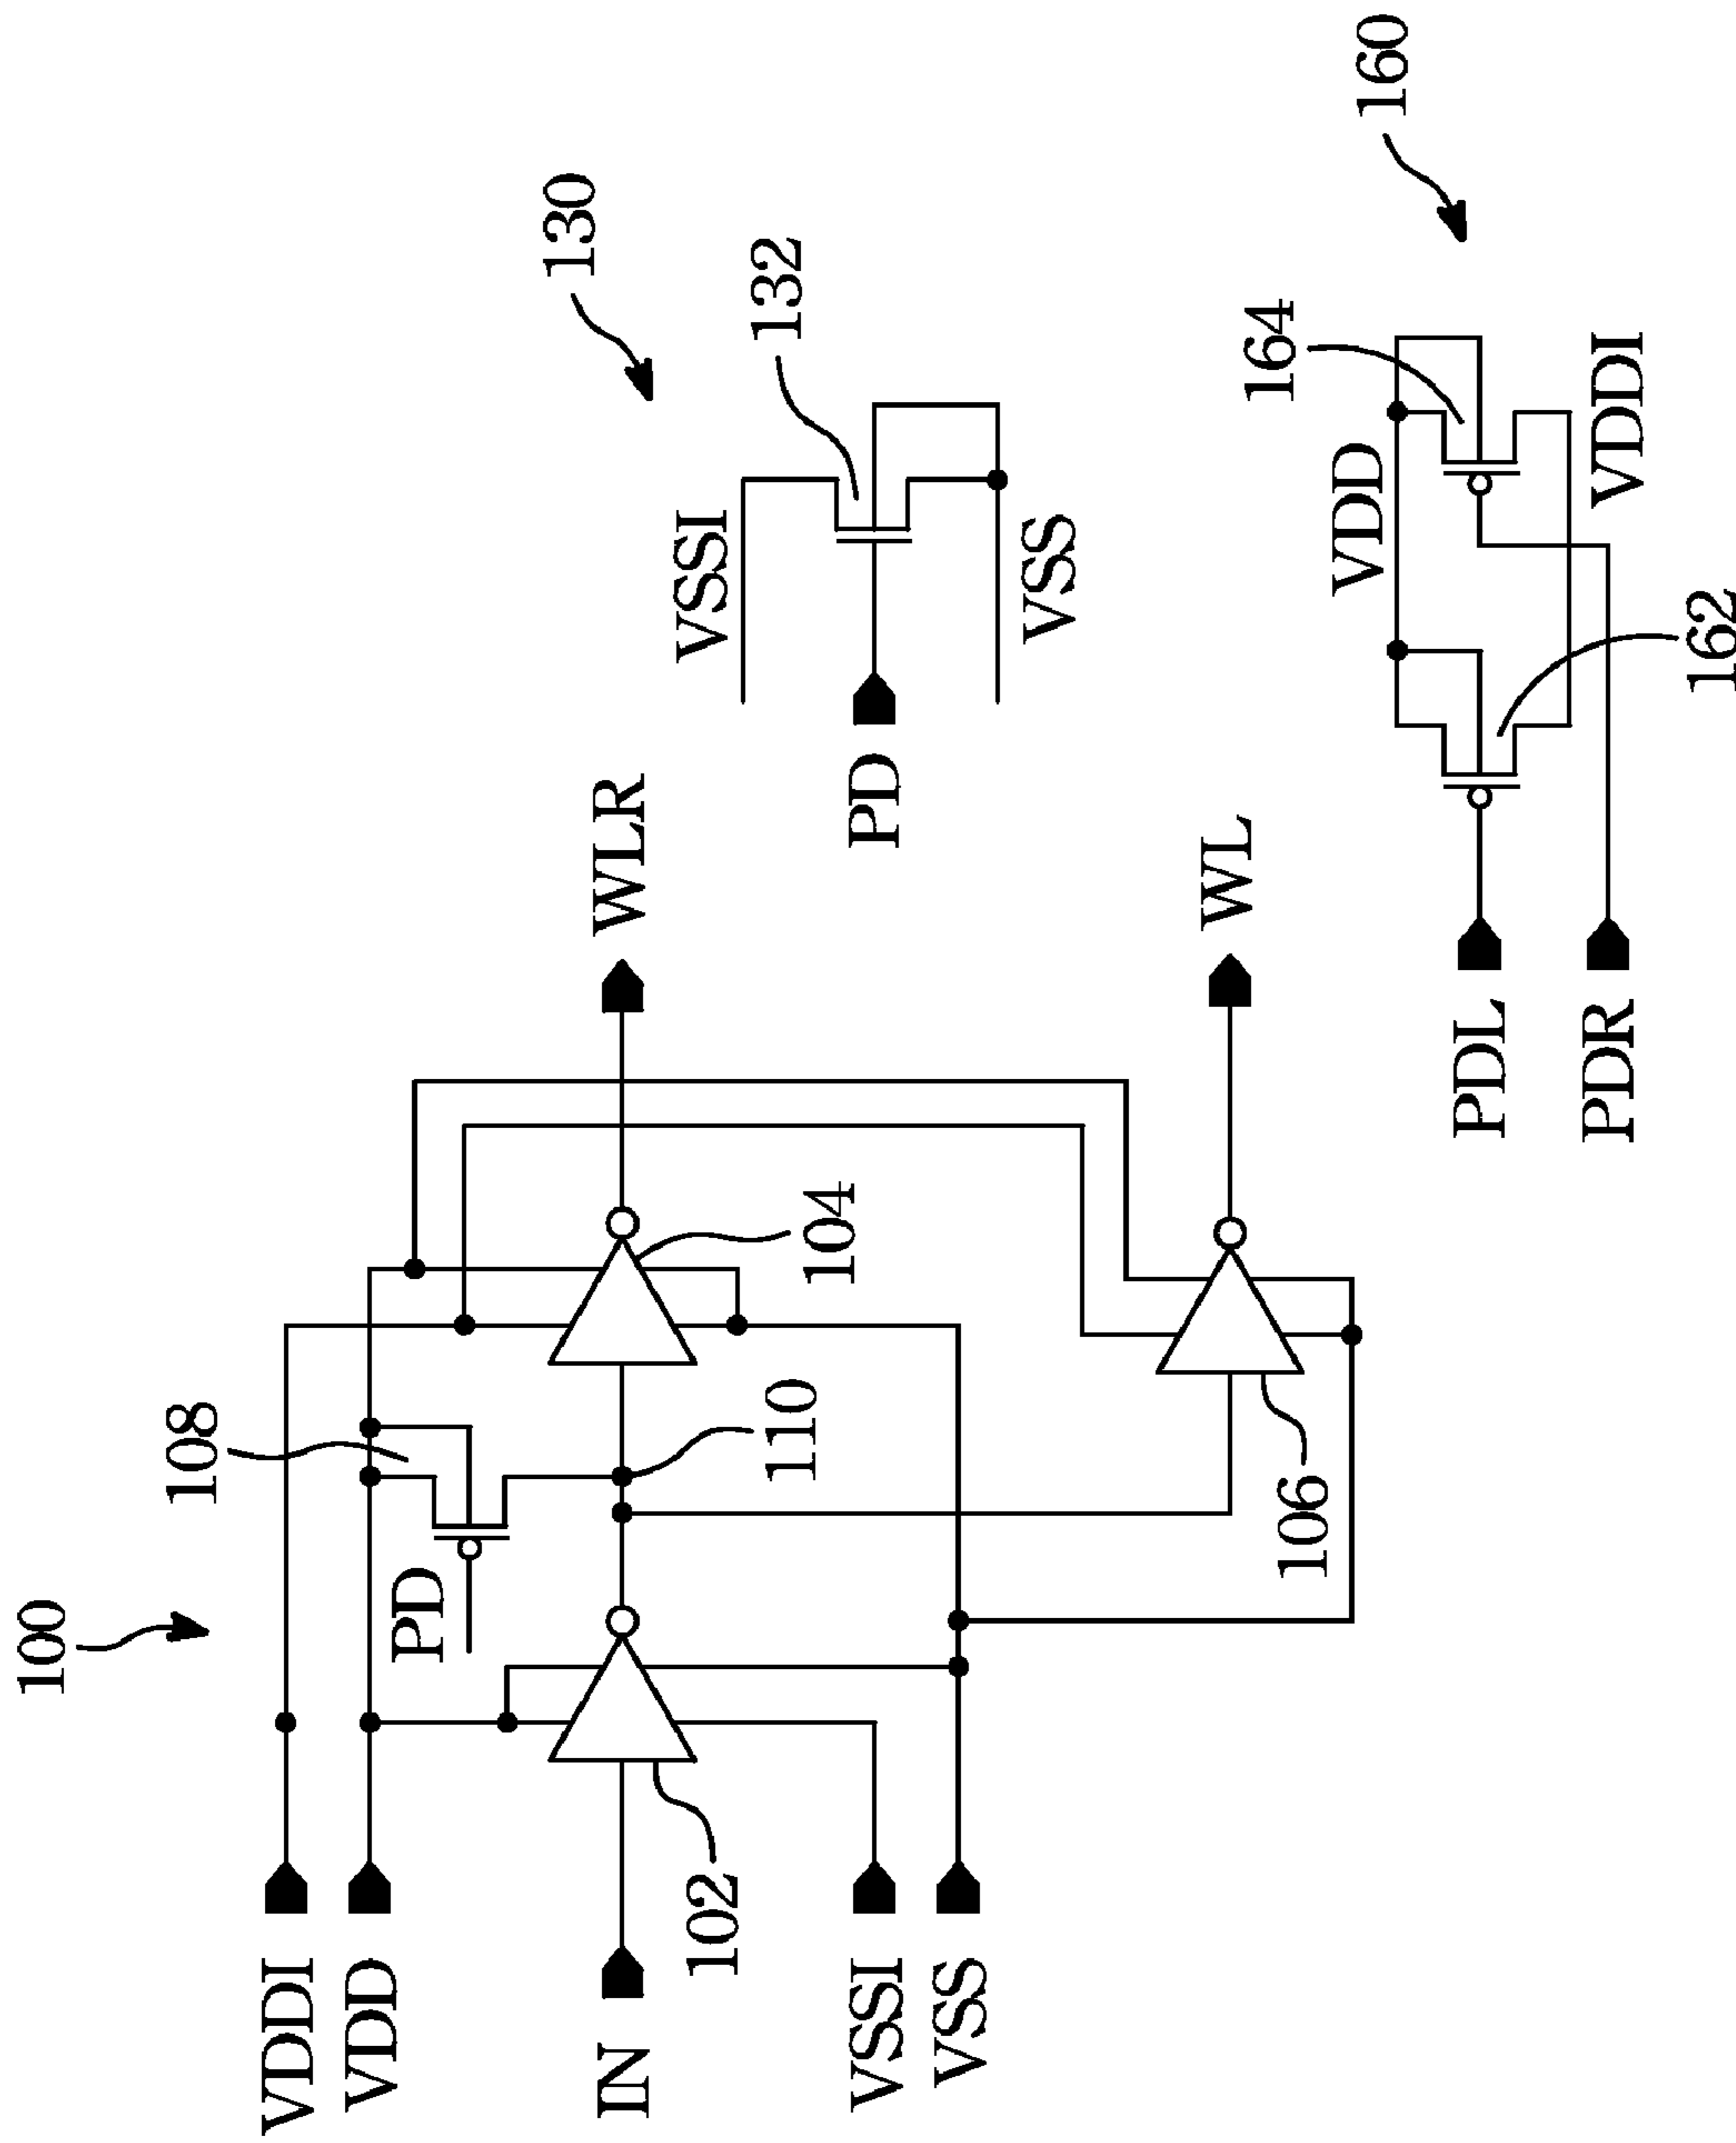 100
VDDI
VDD
IN
VSSI
VSS
PD
108
102
110
104
106
WLR
WL
130
VSSI
132
PD
VSS
160
VDD
164
162
VDDI
PDL
PDR